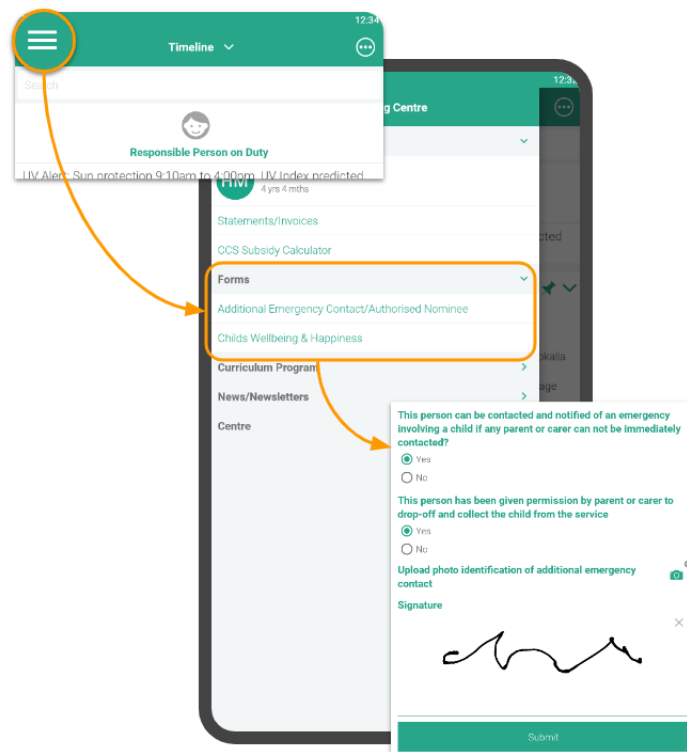 12:34
Timeline
Search
Responsible Person on Duty
UV Alert: Sun protection 9:10am to 4:00pm, UV Index predicted
12:3
g Centre
HM
4 yrs 4 mths
Statements/Invoices
CCS Subsidy Calculator
cted
Forms
Additional Emergency Contact/Authorised Nominee
Childs Wellbeing & Happiness
okalia
Curriculum Program
age
News/Newsletters
Centre
This person can be contacted and notified of an emergency
involving a child if any parent or carer can not be immediately
contacted?
Yes
No
This person has been given permission by parent or carer to
drop-off and collect the child from the service
Yes
No
Upload photo identification of additional emergency
contact
Signature
Submit